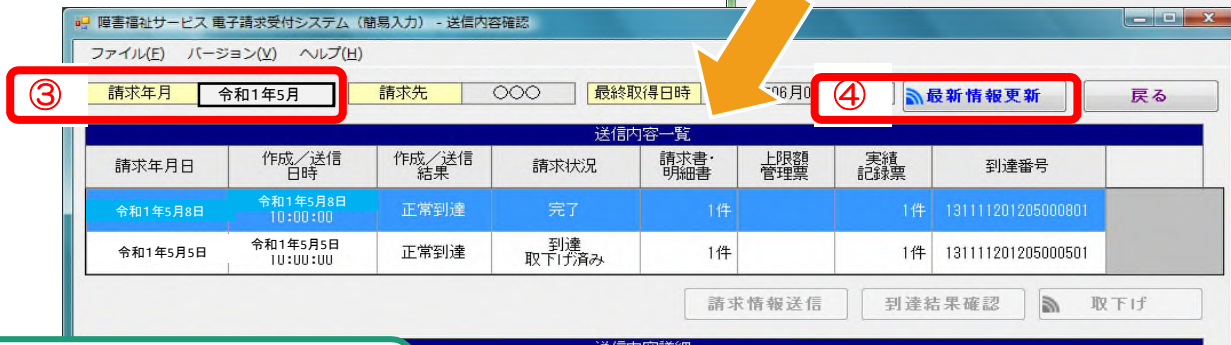 障害福祉サービス 電子請求受付システム（簡易入力） - 送信内容確認
ファイル(F) バージョン(V) ヘルプ(H)
③ 請求年月 令和1年5月 請求先 〇〇〇 最終取得日時 06月0 ④ 最新情報更新 戻る
送信内容一覧
請求年月日 作成／送信日時 作成／送信結果 請求状況 請求書・明細書 上限額管理票 実績記録票 到達番号
令和1年5月8日 令和1年5月8日 10:00:00 正常到達 完了 1件 1件 131111201205000801
令和1年5月5日 令和1年5月5日 10:00:00 正常到達 到達取下げ済み 1件 1件 131111201205000501
請求情報送信 到達結果確認 取下げ